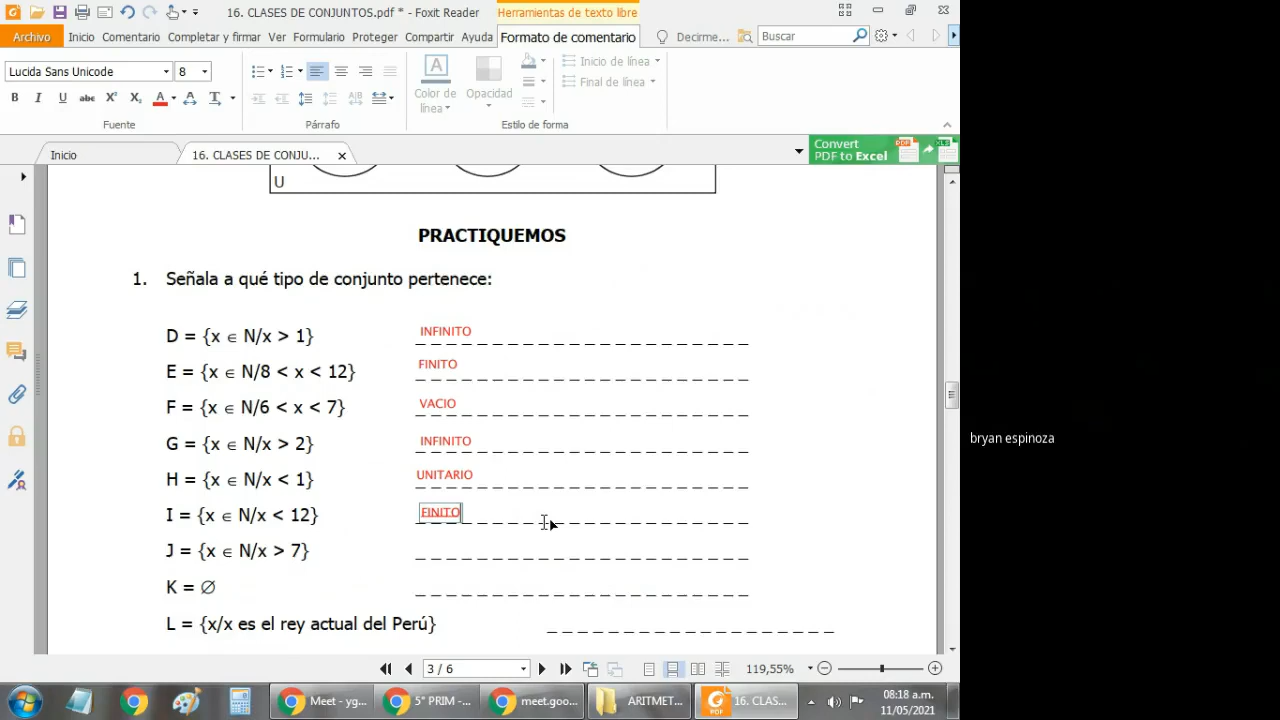 16. CLASES DE CONJUNTOS.pdf * - Foxit Reader
Herramientas de texto libre
Archivo Inicio Comentario Completar y firmar Ver Formulario Proteger Compartir Ayuda Formato de comentario Decirme... Buscar
Lucida Sans Unicode 8
Color de línea Opacidad
Inicio de línea
Final de línea
Fuente Párrafo Estilo de forma
Inicio 16. CLASES DE CONJU...
Convert PDF to Excel
U
PRACTIQUEMOS
1. Señala a qué tipo de conjunto pertenece:
D = {x ∈ N/x > 1} INFINITO
E = {x ∈ N/8 < x < 12} FINITO
F = {x ∈ N/6 < x < 7} VACIO
G = {x ∈ N/x > 2} INFINITO
H = {x ∈ N/x < 1} UNITARIO
I = {x ∈ N/x < 12} FINITO
J = {x ∈ N/x > 7}
K = ∅
L = {x/x es el rey actual del Perú}
bryan espinoza
3 / 6 119,55%
Meet - yg... 5° PRIM -... meet.goo... ARITMET... 16. CLAS...
08:18 a.m.
11/05/2021